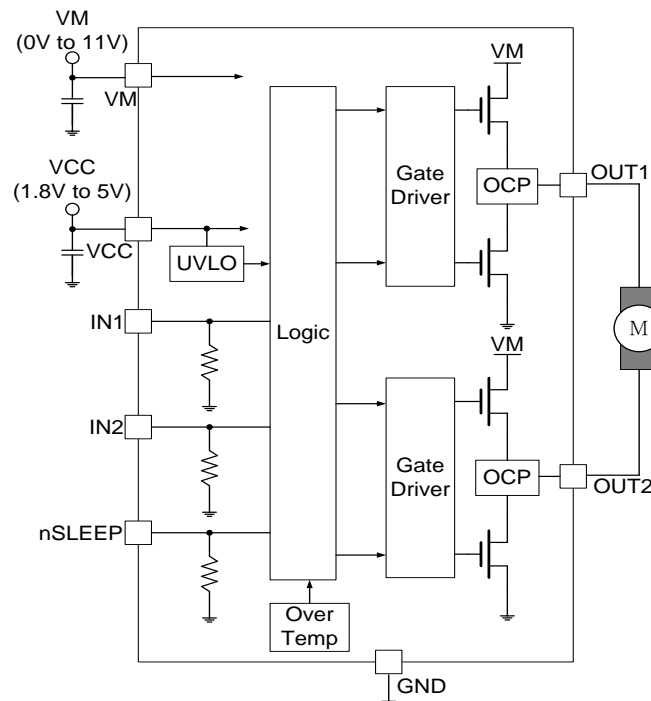 VM
(0V to 11V)
VM
VCC
(1.8V to 5V)
VCC
UVLO
IN1
IN2
nSLEEP
Logic
Over
Temp
Gate
Driver
VM
OCP
OUT1
M
Gate
Driver
VM
OCP
OUT2
GND